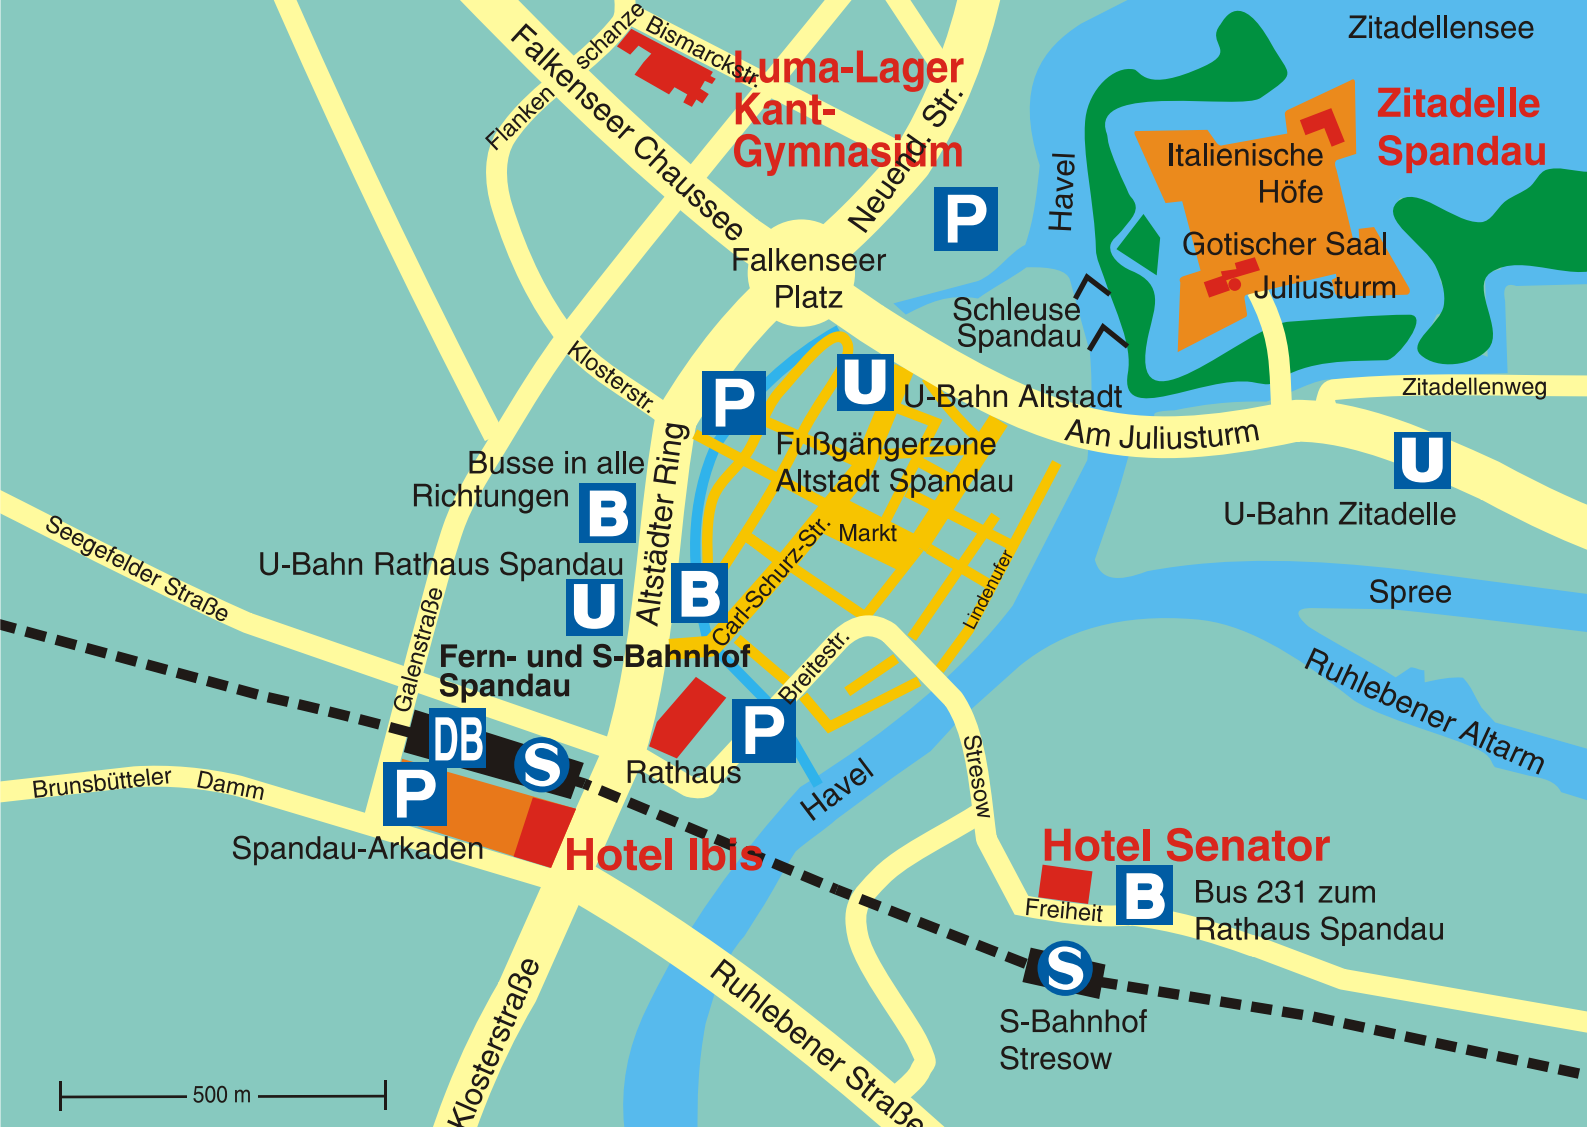 Zitadellensee
schanze
Bismarckstr.
Falkenseer Chaussee
Flanken
Luma-Lager
Kant-
Gymnasium
Neuend. Str.
Zitadelle
Spandau
Italienische
Höfe
Havel
P
Gotischer Saal
Juliusturm
Falkenseer
Platz
Schleuse
Spandau
Klosterstr.
P
U
U-Bahn Altstadt
Zitadellenweg
Am Juliusturm
Fußgängerzone
Altstadt Spandau
U
U-Bahn Zitadelle
Busse in alle
Richtungen
B
Altstädter Ring
Markt
Seegefelder Straße
U-Bahn Rathaus Spandau
U
B
Carl-Schurz-Str.
Lindenufer
Spree
Galenstraße
Fern- und S-Bahnhof
Spandau
Breitestr.
Ruhlebener Altarm
DB
S
P
Rathaus
Stresow
Havel
Brunsbütteler Damm
P
Spandau-Arkaden
Hotel Ibis
Hotel Senator
B
Bus 231 zum
Rathaus Spandau
Freiheit
S
S-Bahnhof
Stresow
Klosterstraße
Ruhlebener Straße
500 m